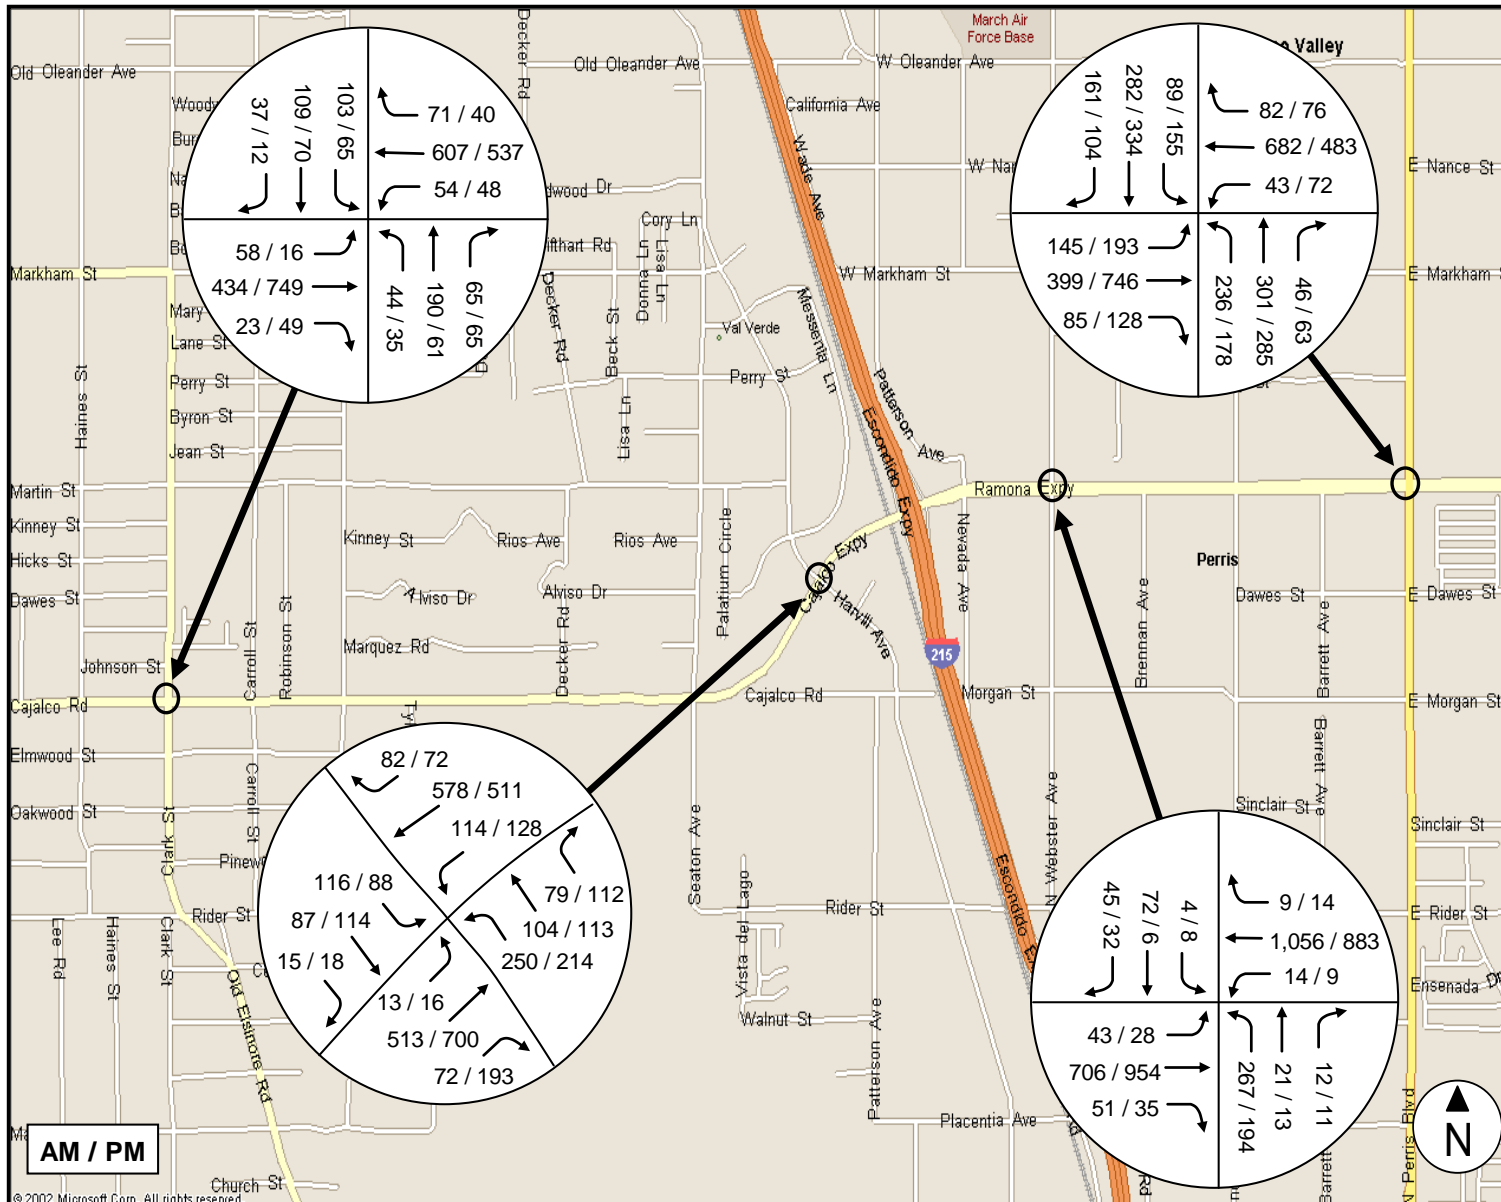 March Air
Force Base
Old Oleander Ave
Decker Rd
Old Oleander Ave
W Oleander Ave
Valley
California Ave
Wade Ave
E Nance St
Cory Ln
Lisa Ln
Donna Ln
Markham St
W Markham St
E Markham
Mary
Lane St
Perry St
Byron St
Jean St
Haines St
Decker Rd
Beck St
Lisa Ln
Val Verde
Perry St
Messenia Ln
Patterson Ave
Escondido Expy
37 / 12
109 / 70
103 / 65
71 / 40
607 / 537
54 / 48
58 / 16
434 / 749
23 / 49
44 / 35
190 / 61
65 / 65
161 / 104
282 / 334
89 / 155
82 / 76
682 / 483
43 / 72
145 / 193
399 / 746
85 / 128
236 / 178
301 / 285
46 / 63
Martin St
Kinney St
Hicks St
Dawes St
Johnson St
Cajalco Rd
Elmwood St
Oakwood St
Carroll St
Robinson St
Carroll St
Clark St
Kinney St
Rios Ave
Rios Ave
Alviso Dr
Alviso Dr
Marquez Rd
Decker Rd
Palatium Circle
Cajalco Expy
Harvill Ave
Ramona Expy
Nevada Ave
Perris
Brennan Ave
Dawes St
Barrett Ave
E Dawes St
215
Cajalco Rd
Morgan St
E Morgan St
Barrett Ave
Sinclair St
Sinclair St
N Webster Ave
Seaton Ave
Vista del Lago
Rider St
Rider St
E Rider St
Ensenada Dr
Walnut St
Patterson Ave
Placentia Ave
N Perris Blvd
Lee Rd
Haines St
Clark St
Old Elsinore Rd
Church St
82 / 72
578 / 511
114 / 128
116 / 88
87 / 114
15 / 18
79 / 112
104 / 113
250 / 214
13 / 16
513 / 700
72 / 193
45 / 32
72 / 6
4 / 8
9 / 14
1,056 / 883
14 / 9
43 / 28
706 / 954
51 / 35
267 / 194
21 / 13
12 / 11
AM / PM
N
© 2002 Microsoft Corp. All rights reserved